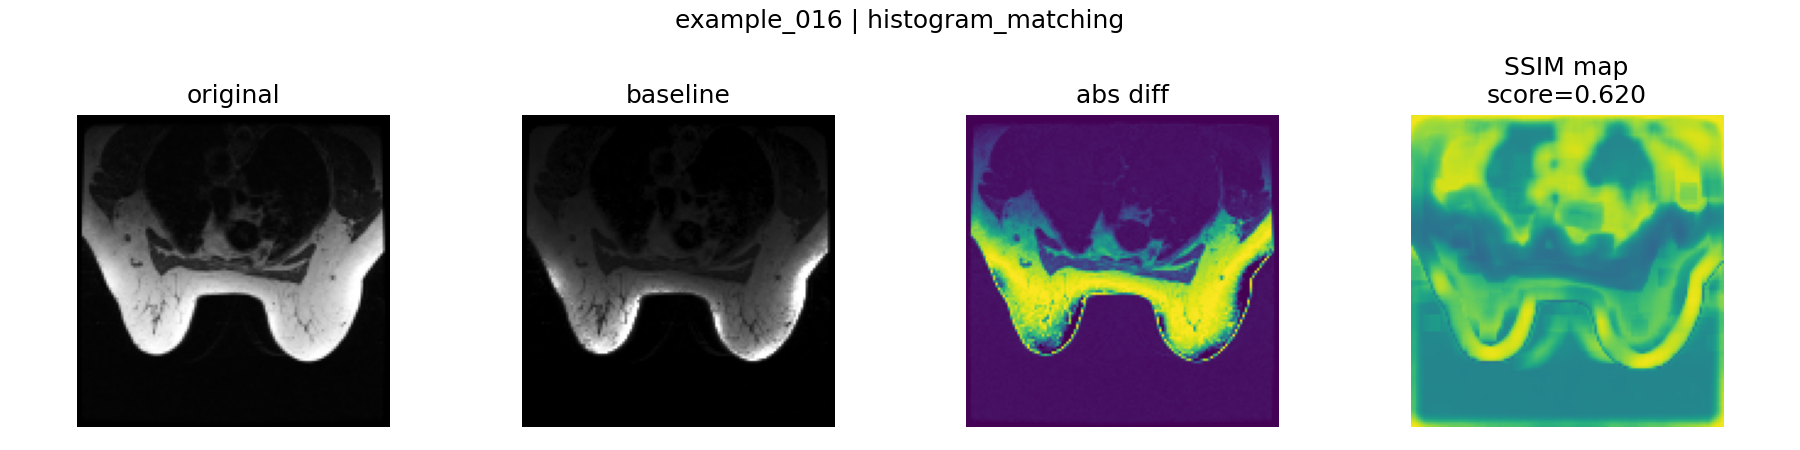 example_016 | histogram_matching
original
baseline
abs diff
SSIM map
score=0.620